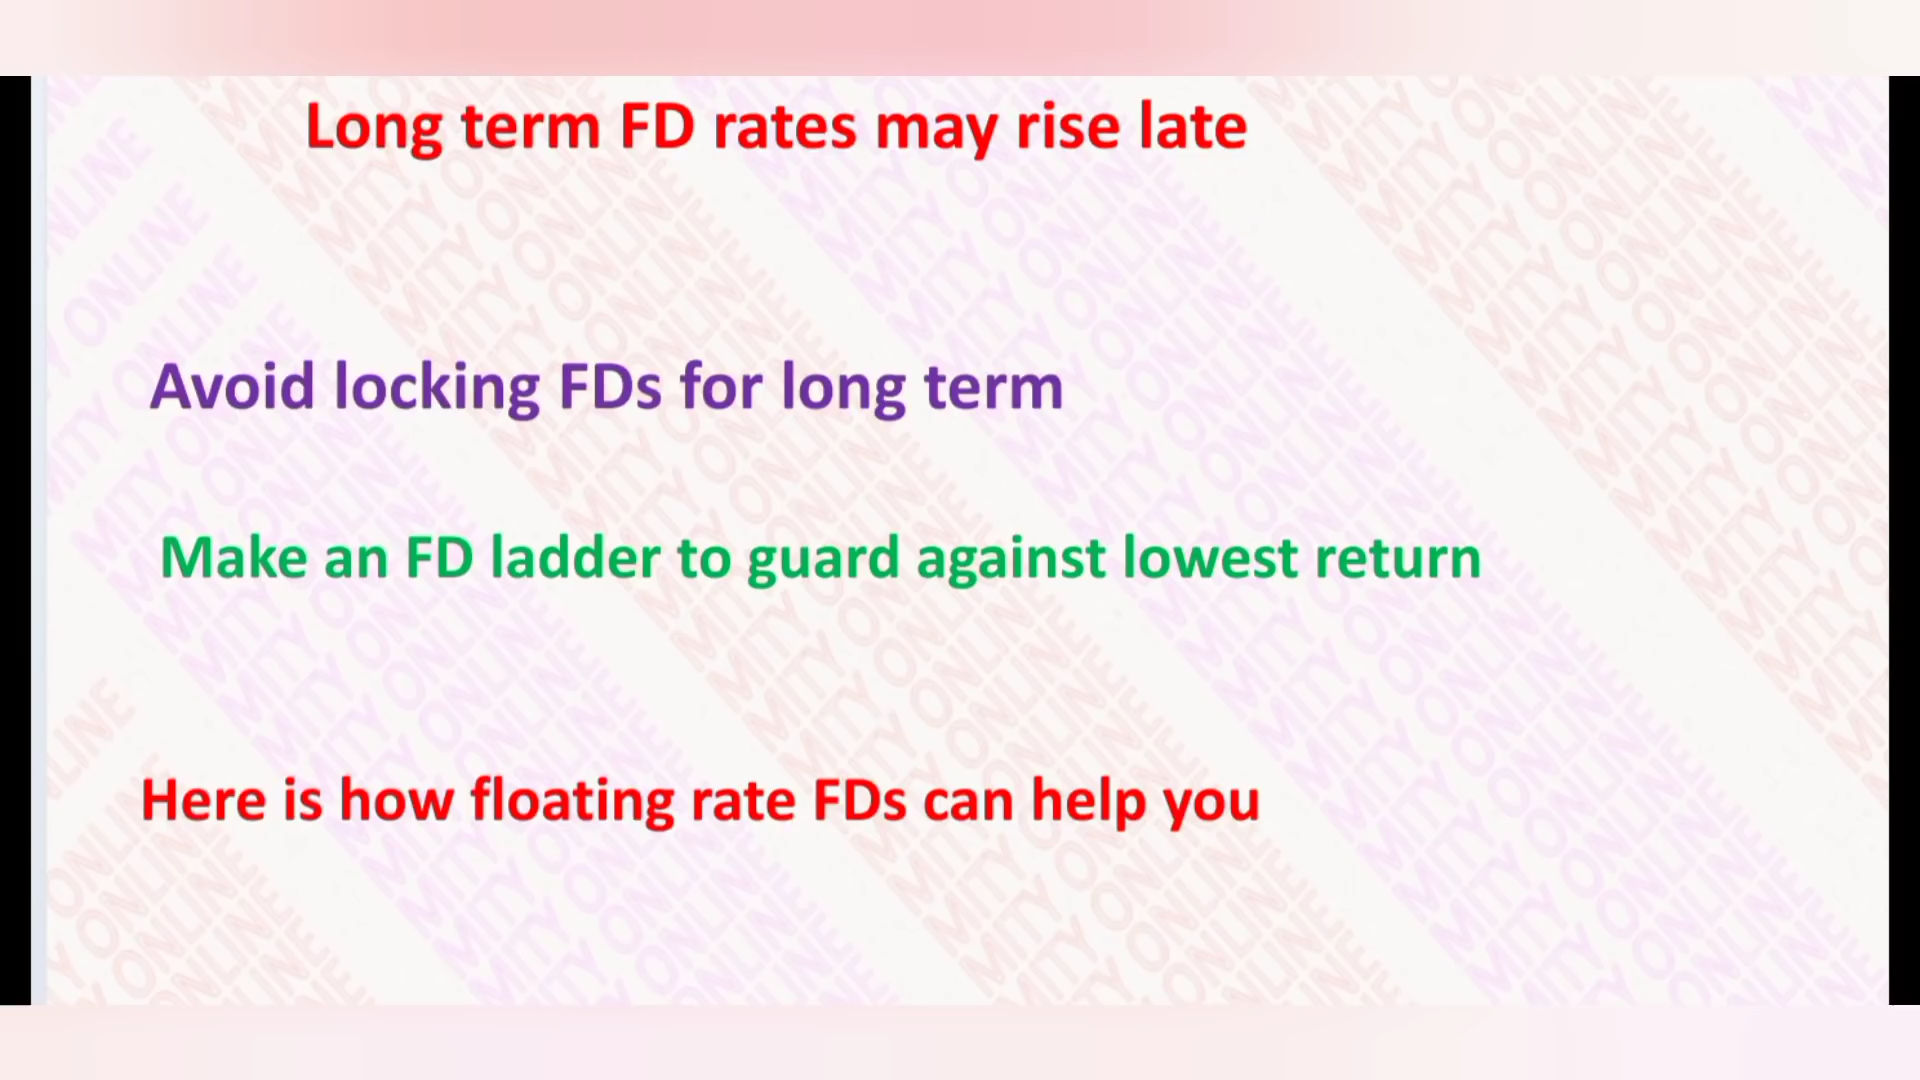 Long term FD rates may rise late
Avoid locking FDs for long term
Make an FD ladder to guard against lowest return
Here is how floating rate FDs can help you